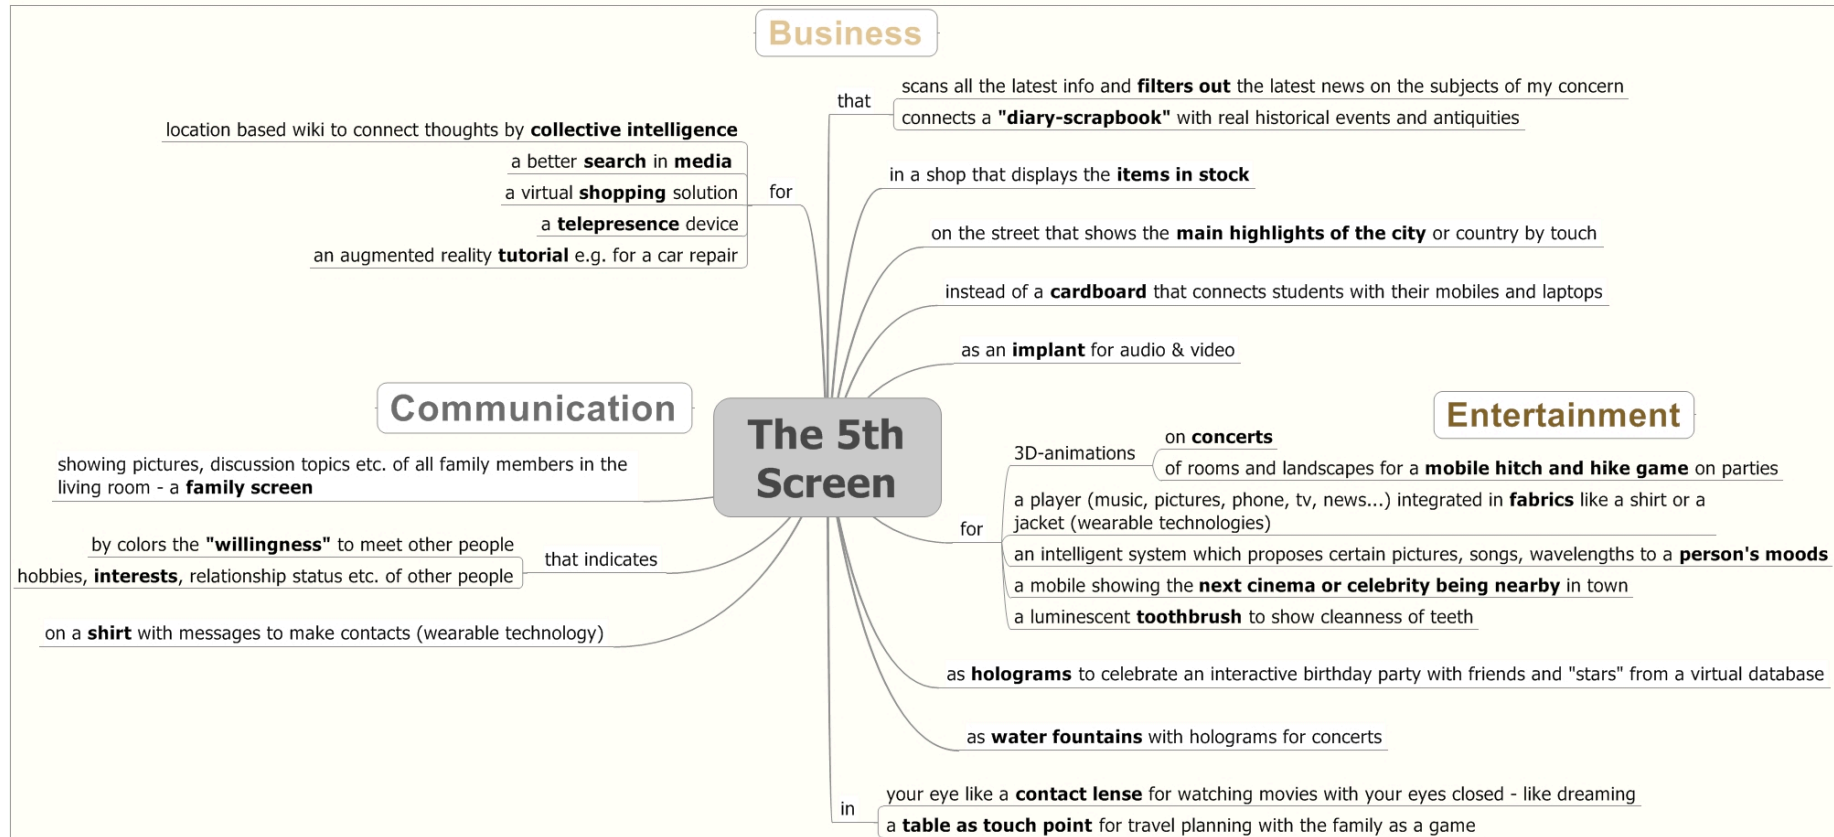 Business
that
scans all the latest info and filters out the latest news on the subjects of my concern
connects a "diary-scrapbook" with real historical events and antiquities
location based wiki to connect thoughts by collective intelligence
a better search in media
a virtual shopping solution
a telepresence device
an augmented reality tutorial e.g. for a car repair
for
in a shop that displays the items in stock
on the street that shows the main highlights of the city or country by touch
instead of a cardboard that connects students with their mobiles and laptops
as an implant for audio & video
Communication
The 5th
Screen
Entertainment
showing pictures, discussion topics etc. of all family members in the
living room - a family screen
by colors the "willingness" to meet other people
hobbies, interests, relationship status etc. of other people
that indicates
on a shirt with messages to make contacts (wearable technology)
for
3D-animations
on concerts
of rooms and landscapes for a mobile hitch and hike game on parties
a player (music, pictures, phone, tv, news...) integrated in fabrics like a shirt or a
jacket (wearable technologies)
an intelligent system which proposes certain pictures, songs, wavelengths to a person's moods
a mobile showing the next cinema or celebrity being nearby in town
a luminescent toothbrush to show cleanness of teeth
as holograms to celebrate an interactive birthday party with friends and "stars" from a virtual database
as water fountains with holograms for concerts
in
your eye like a contact lense for watching movies with your eyes closed - like dreaming
a table as touch point for travel planning with the family as a game